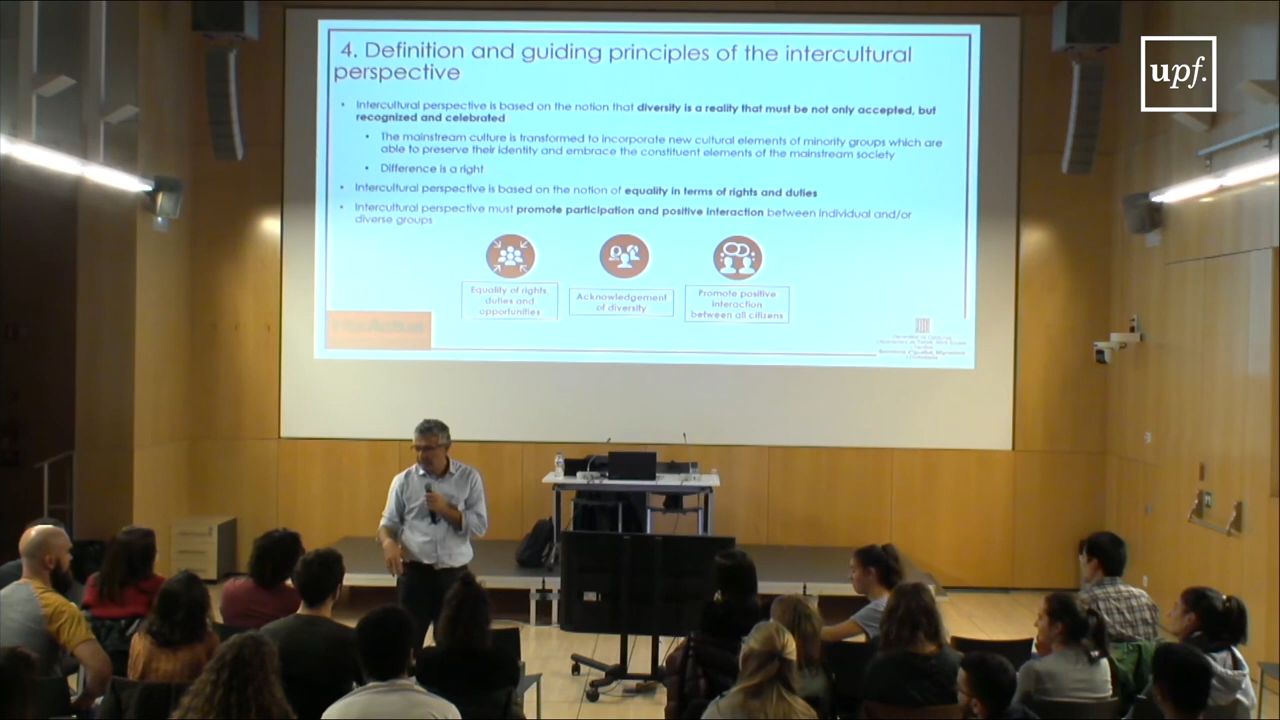 upf.
4. Definition and guiding principles of the intercultural
perspective
• Intercultural perspective is based on the notion that diversity is a reality that must be not only accepted, but
recognized and celebrated
• The mainstream culture is transformed to incorporate new cultural elements of minority groups which are
able to preserve their identity and embrace the constituent elements of the mainstream society
• Difference is a right
• Intercultural perspective is based on the notion of equality in terms of rights and duties
• Intercultural perspective must promote participation and positive interaction between individual and/or
diverse groups
Equality of rights,
duties and
opportunities
Acknowledgement
of diversity
Promote positive
interaction
between all citizens